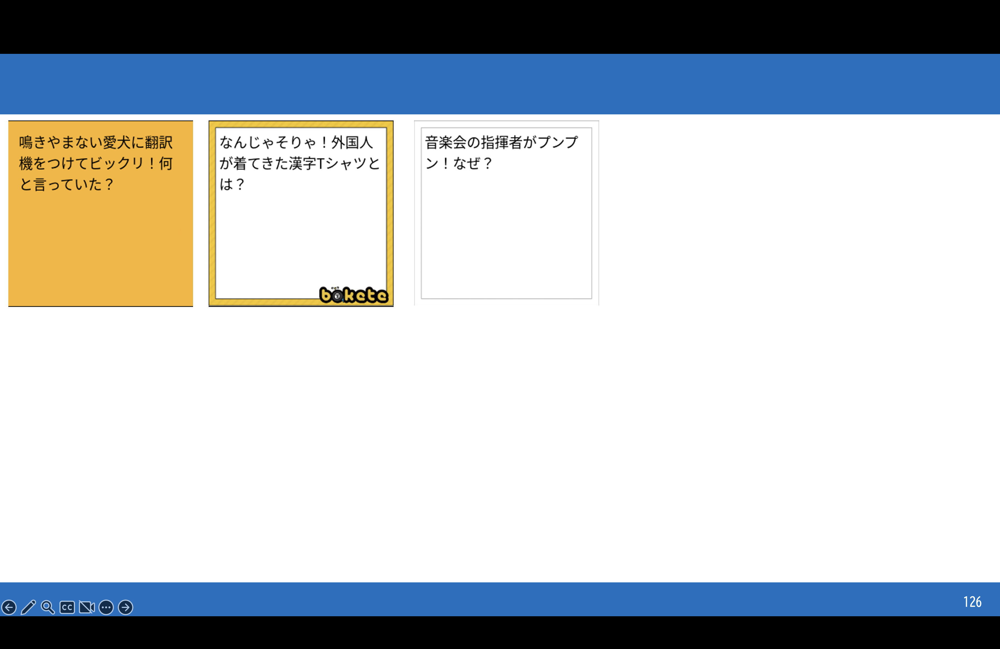 鳴きやまない愛犬に翻訳
機をつけてビックリ！何
と言っていた？
なんじゃそりゃ！外国人
が着てきた漢字Tシャツと
は？
bokete
音楽会の指揮者がプンプ
ン！なぜ？
CC
126